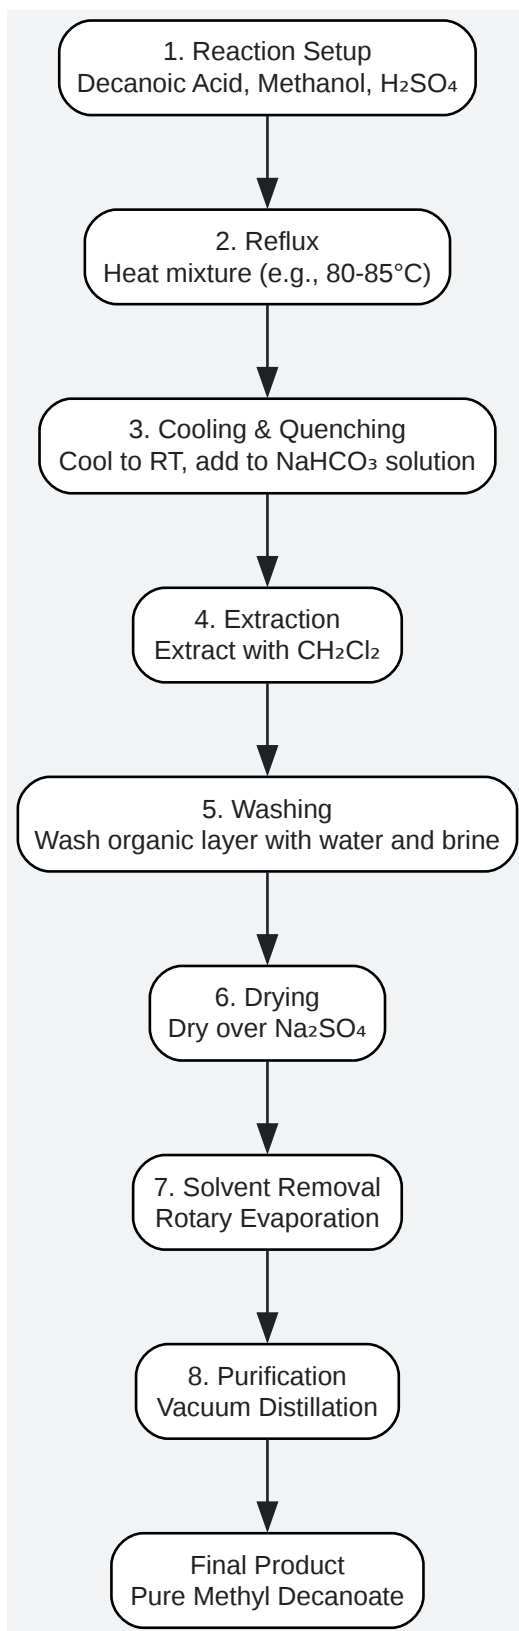 1. Reaction Setup
Decanoic Acid, Methanol, H₂SO₄
2. Reflux
Heat mixture (e.g., 80-85°C)
3. Cooling & Quenching
Cool to RT, add to NaHCO₃ solution
4. Extraction
Extract with CH₂Cl₂
5. Washing
Wash organic layer with water and brine
6. Drying
Dry over Na₂SO₄
7. Solvent Removal
Rotary Evaporation
8. Purification
Vacuum Distillation
Final Product
Pure Methyl Decanoate